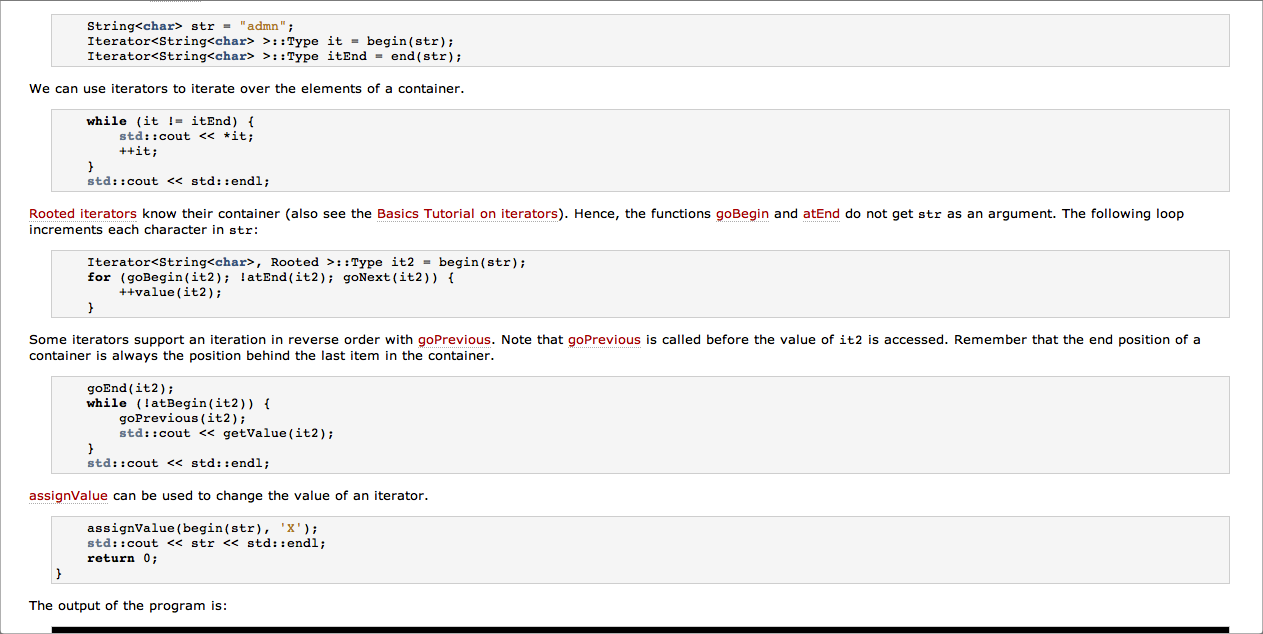 String<char> str = "admn";
Iterator<String<char> >::Type it = begin(str);
Iterator<String<char> >::Type itEnd = end(str);
We can use iterators to iterate over the elements of a container.
while (it != itEnd) {
std::cout << *it;
++it;
}
std::cout << std::endl;
Rooted iterators know their container (also see the Basics Tutorial on iterators). Hence, the functions goBegin and atEnd do not get str as an argument. The following loop
increments each character in str:
Iterator<String<char>, Rooted >::Type it2 = begin(str);
for (goBegin(it2); !atEnd(it2); goNext(it2)) {
++value(it2);
}
Some iterators support an iteration in reverse order with goPrevious. Note that goPrevious is called before the value of it2 is accessed. Remember that the end position of a
container is always the position behind the last item in the container.
goEnd(it2);
while (!atBegin(it2)) {
goPrevious(it2);
std::cout << getValue(it2);
}
std::cout << std::endl;
assignValue can be used to change the value of an iterator.
assignValue(begin(str), 'X');
std::cout << str << std::endl;
return 0;
}
The output of the program is: